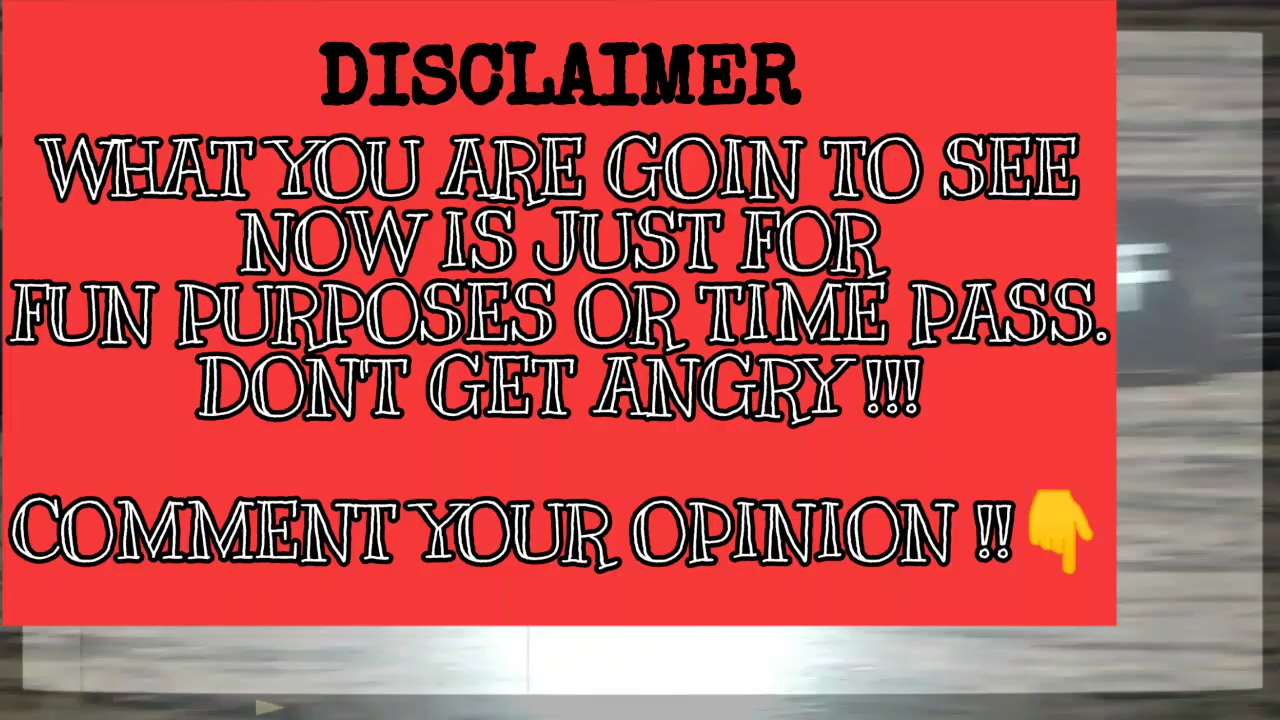 DISCLAIMER
WHAT YOU ARE GOIN TO SEE
NOW IS JUST FOR
FUN PURPOSES OR TIME PASS.
DON'T GET ANGRY !!!
COMMENT YOUR OPINION !!👇